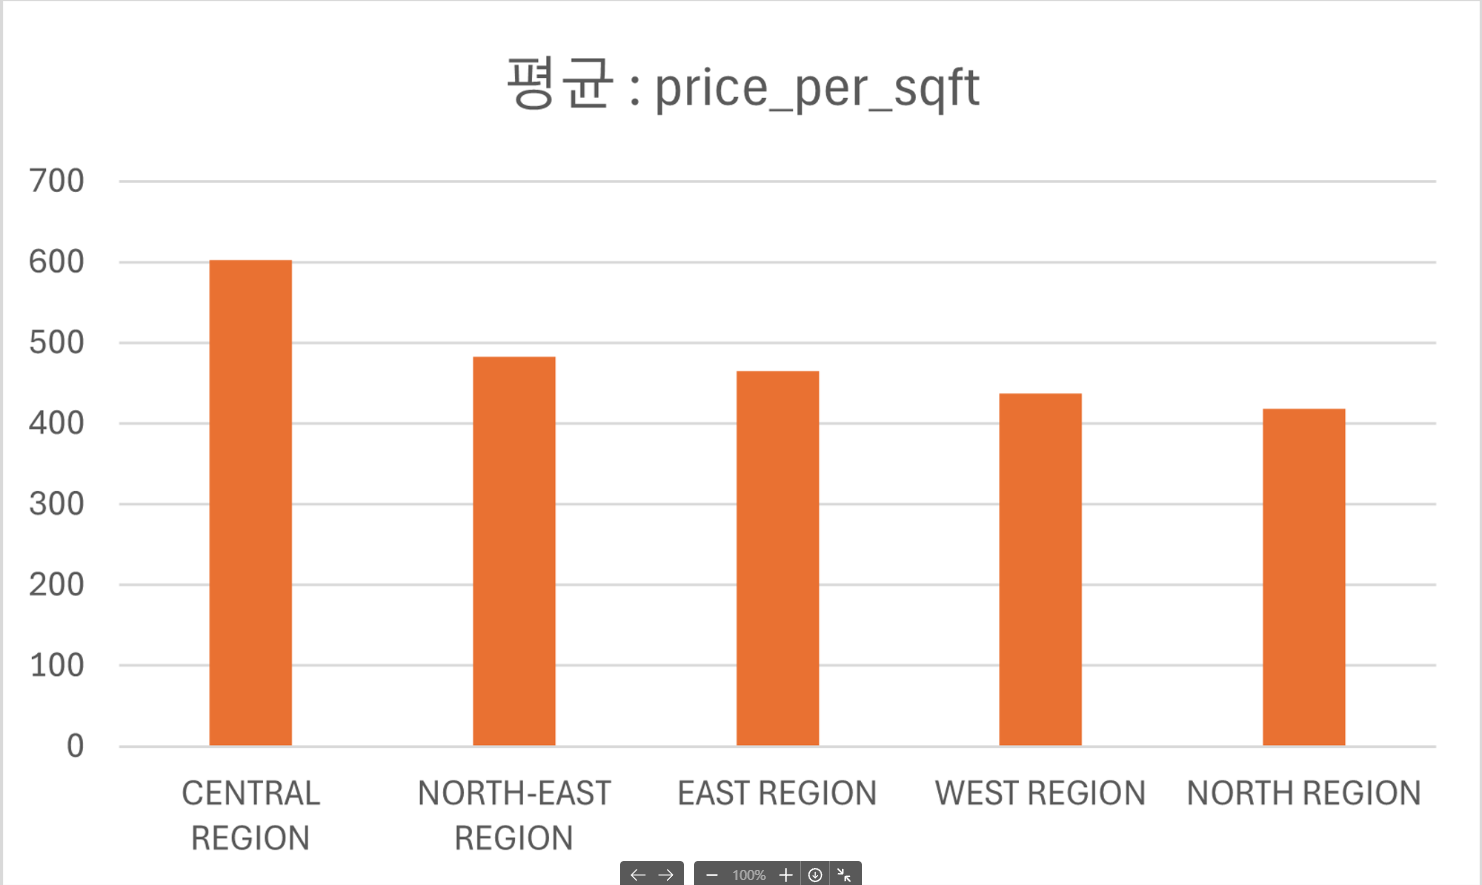 평균 : price_per_sqft
700
600
500
400
300
200
100
0
CENTRAL REGION
NORTH-EAST REGION
EAST REGION
WEST REGION
NORTH REGION
100%